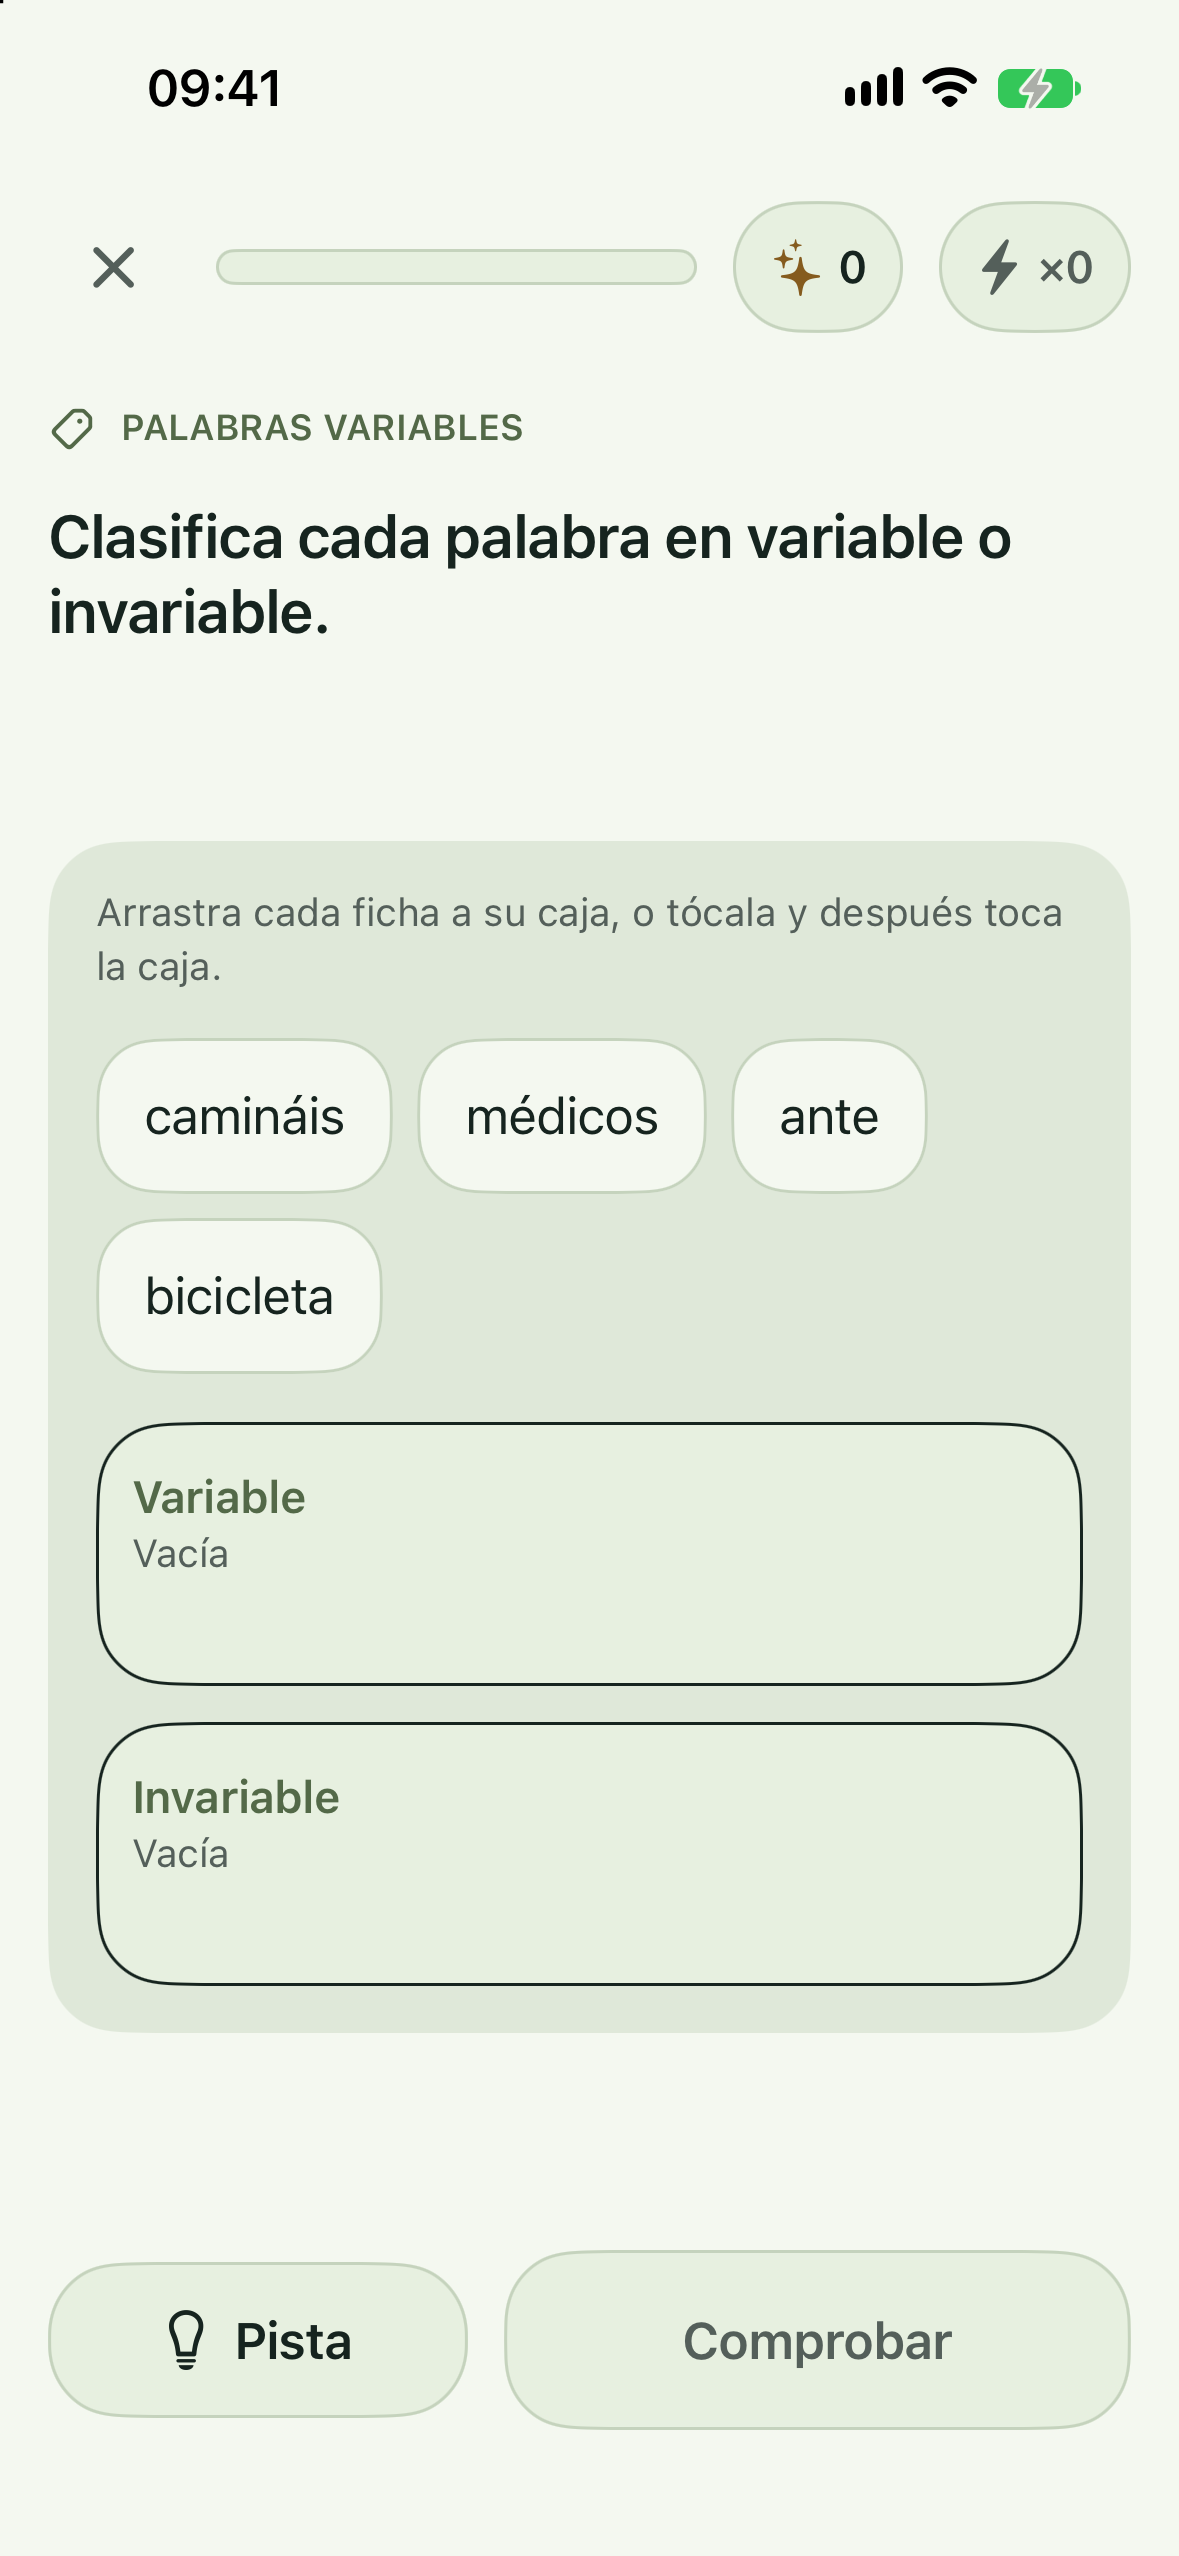 09:41
0
×0
PALABRAS VARIABLES
Clasifica cada palabra en variable o
invariable.
Arrastra cada ficha a su caja, o tócala y después toca
la caja.
camináis médicos ante
bicicleta
Variable
Vacía
Invariable
Vacía
Pista Comprobar